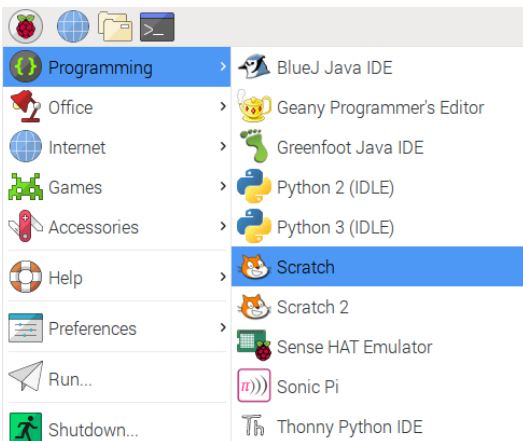 Programming
Office
Internet
Games
Accessories
Help
Preferences
Run...
Shutdown...
BlueJ Java IDE
Geany Programmer's Editor
Greenfoot Java IDE
Python 2 (IDLE)
Python 3 (IDLE)
Scratch
Scratch 2
Sense HAT Emulator
Sonic Pi
Thonny Python IDE